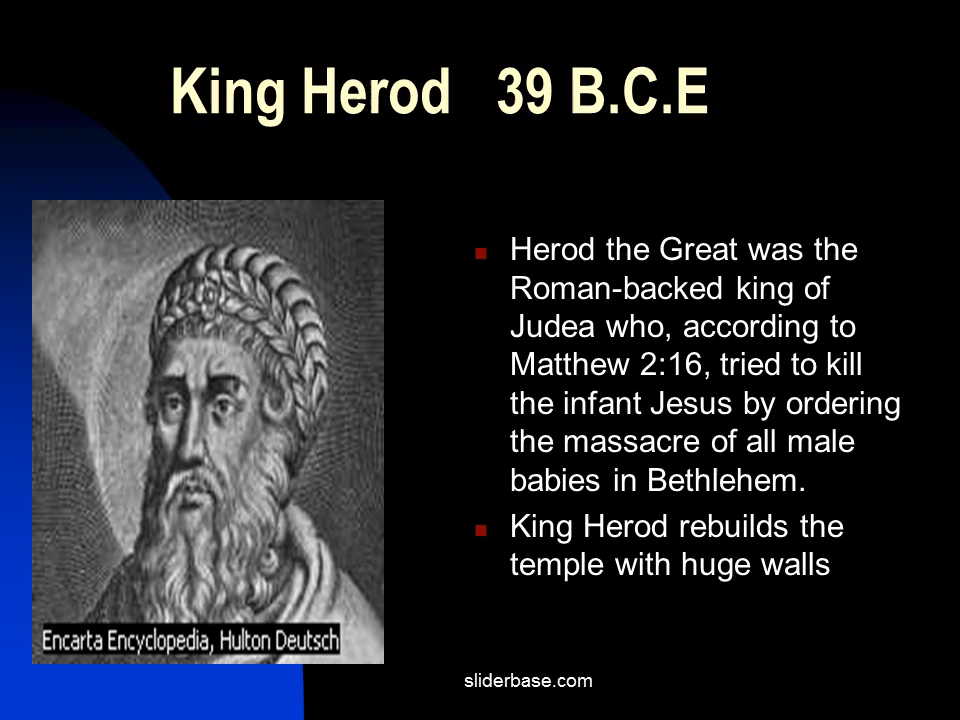 King Herod 39 B.C.E
Herod the Great was the
Roman-backed king of
Judea who, according to
Matthew 2:16, tried to kill
the infant Jesus by ordering
the massacre of all male
babies in Bethlehem.
King Herod rebuilds the
temple with huge walls
Encarta Encyclopedia, Hulton Deutsch
sliderbase.com